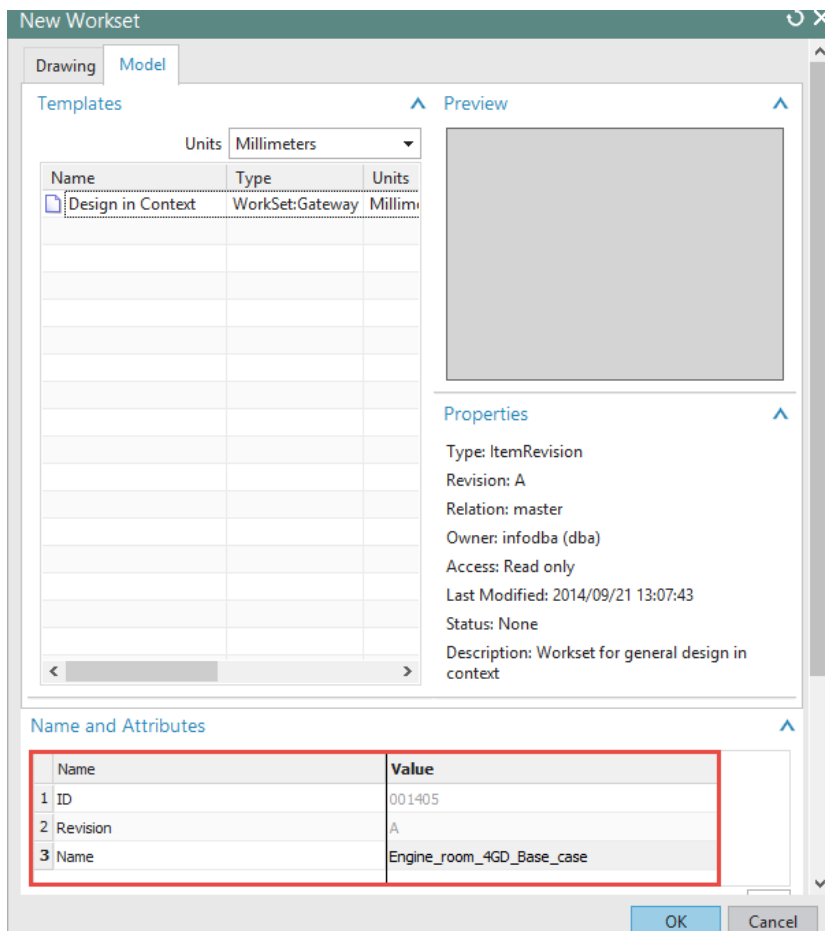 New Workset
Drawing Model
Templates
Units Millimeters
Name Type Units
Design in Context WorkSet:Gateway Millim
Preview
Properties
Type: ItemRevision
Revision: A
Relation: master
Owner: infodba (dba)
Access: Read only
Last Modified: 2014/09/21 13:07:43
Status: None
Description: Workset for general design in
context
Name and Attributes
Name Value
1 ID 001405
2 Revision A
3 Name Engine_room_4GD_Base_case
OK Cancel